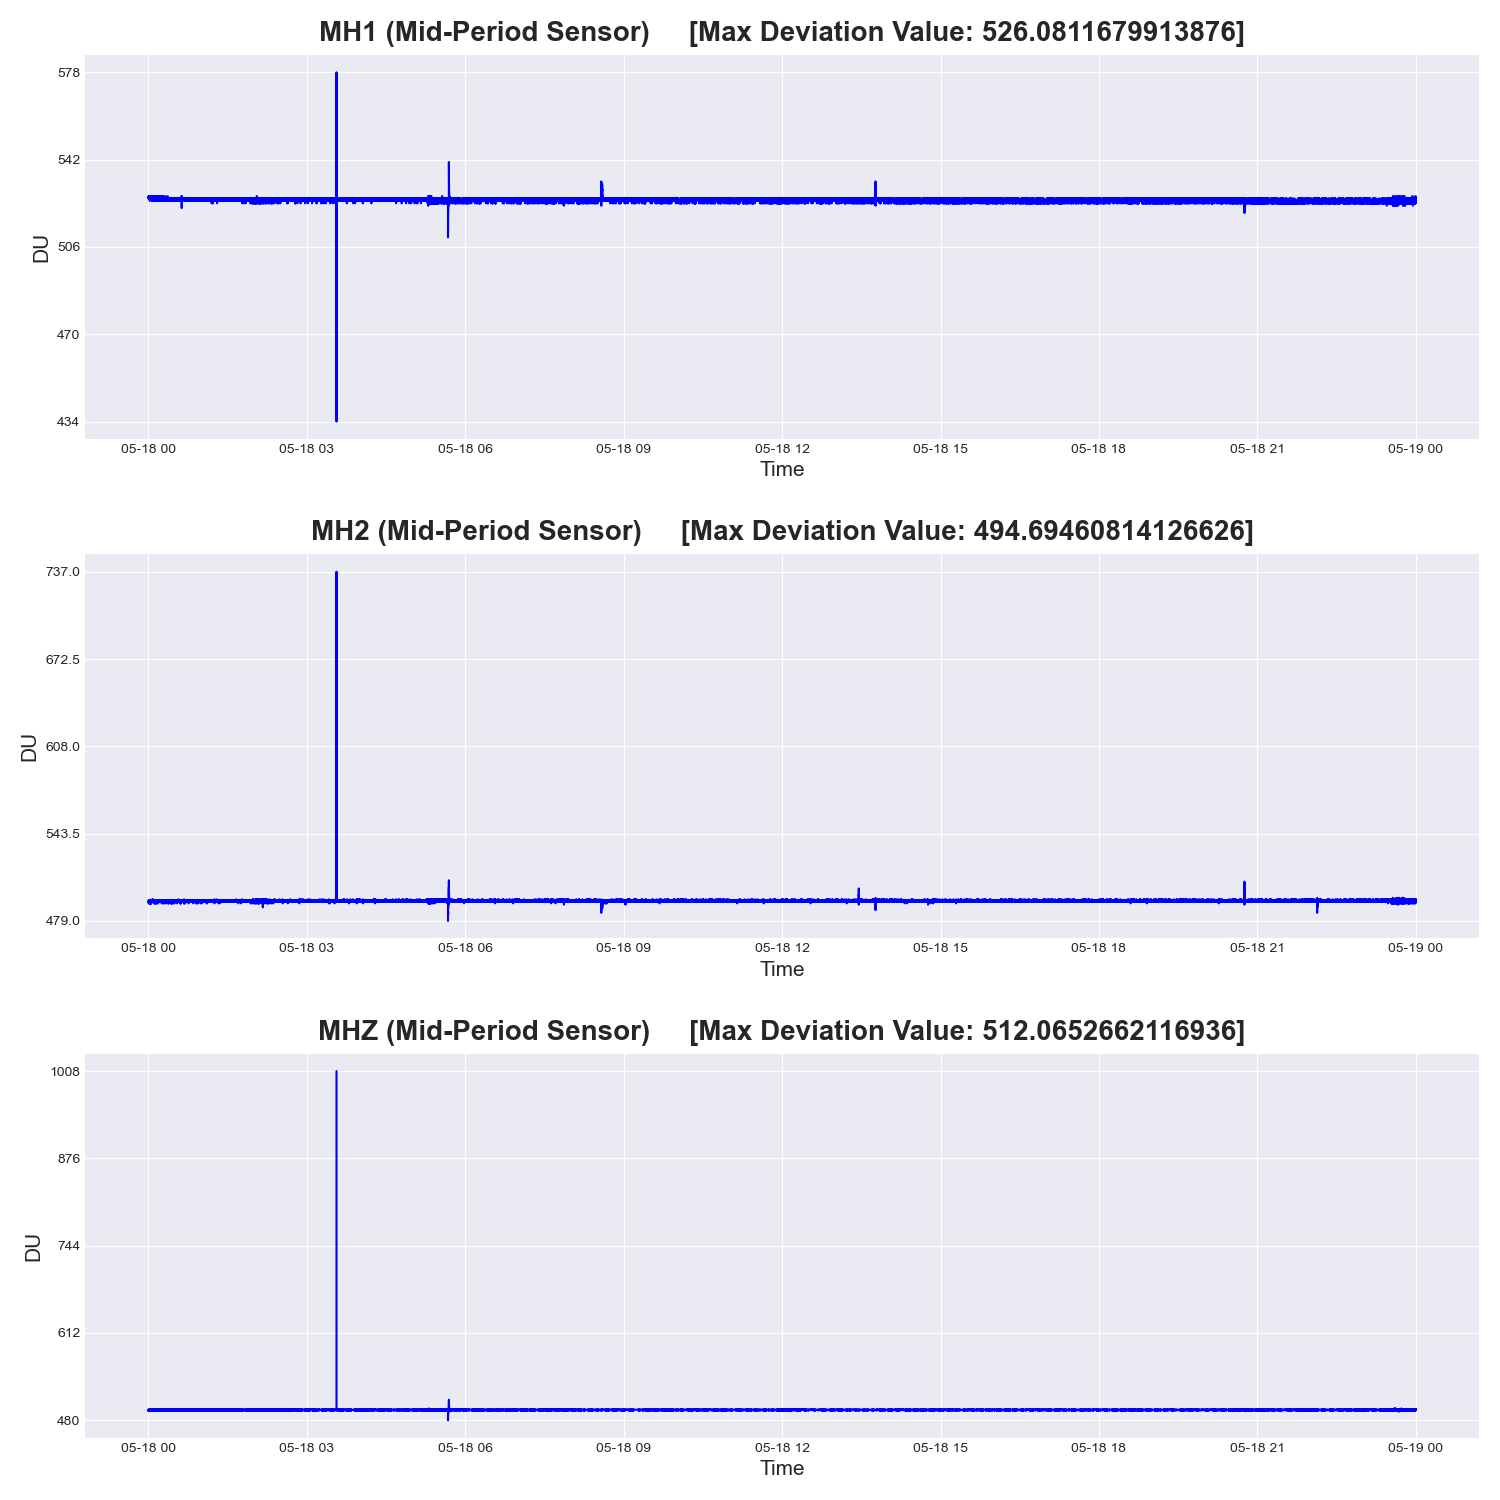 MH1 (Mid-Period Sensor) [Max Deviation Value: 526.0811679913876]
578
542
506
470
434
DU
05-18 00 05-18 03 05-18 06 05-18 09 05-18 12 05-18 15 05-18 18 05-18 21 05-19 00
Time
MH2 (Mid-Period Sensor) [Max Deviation Value: 494.69460814126626]
737.0
672.5
608.0
543.5
479.0
DU
05-18 00 05-18 03 05-18 06 05-18 09 05-18 12 05-18 15 05-18 18 05-18 21 05-19 00
Time
MHZ (Mid-Period Sensor) [Max Deviation Value: 512.0652662116936]
1008
876
744
612
480
DU
05-18 00 05-18 03 05-18 06 05-18 09 05-18 12 05-18 15 05-18 18 05-18 21 05-19 00
Time